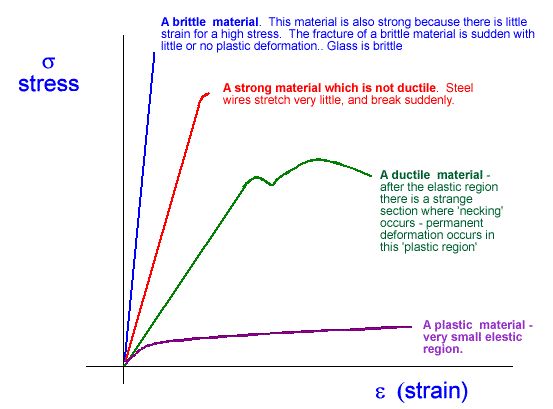 A brittle  material.  This material is also strong because there is little
strain for a high stress.  The fracture of a brittle material is sudden with
little or no plastic deformation..  Glass is brittle
σ
stress
A strong material which is not ductile.  Steel
wires stretch very little, and break suddenly.
A ductile  material -
after the elastic region
there is a strange
section where 'necking'
occurs - permanent
deformation occurs in
this 'plastic region'
A plastic  material -
very small elestic
region.
ε  (strain)